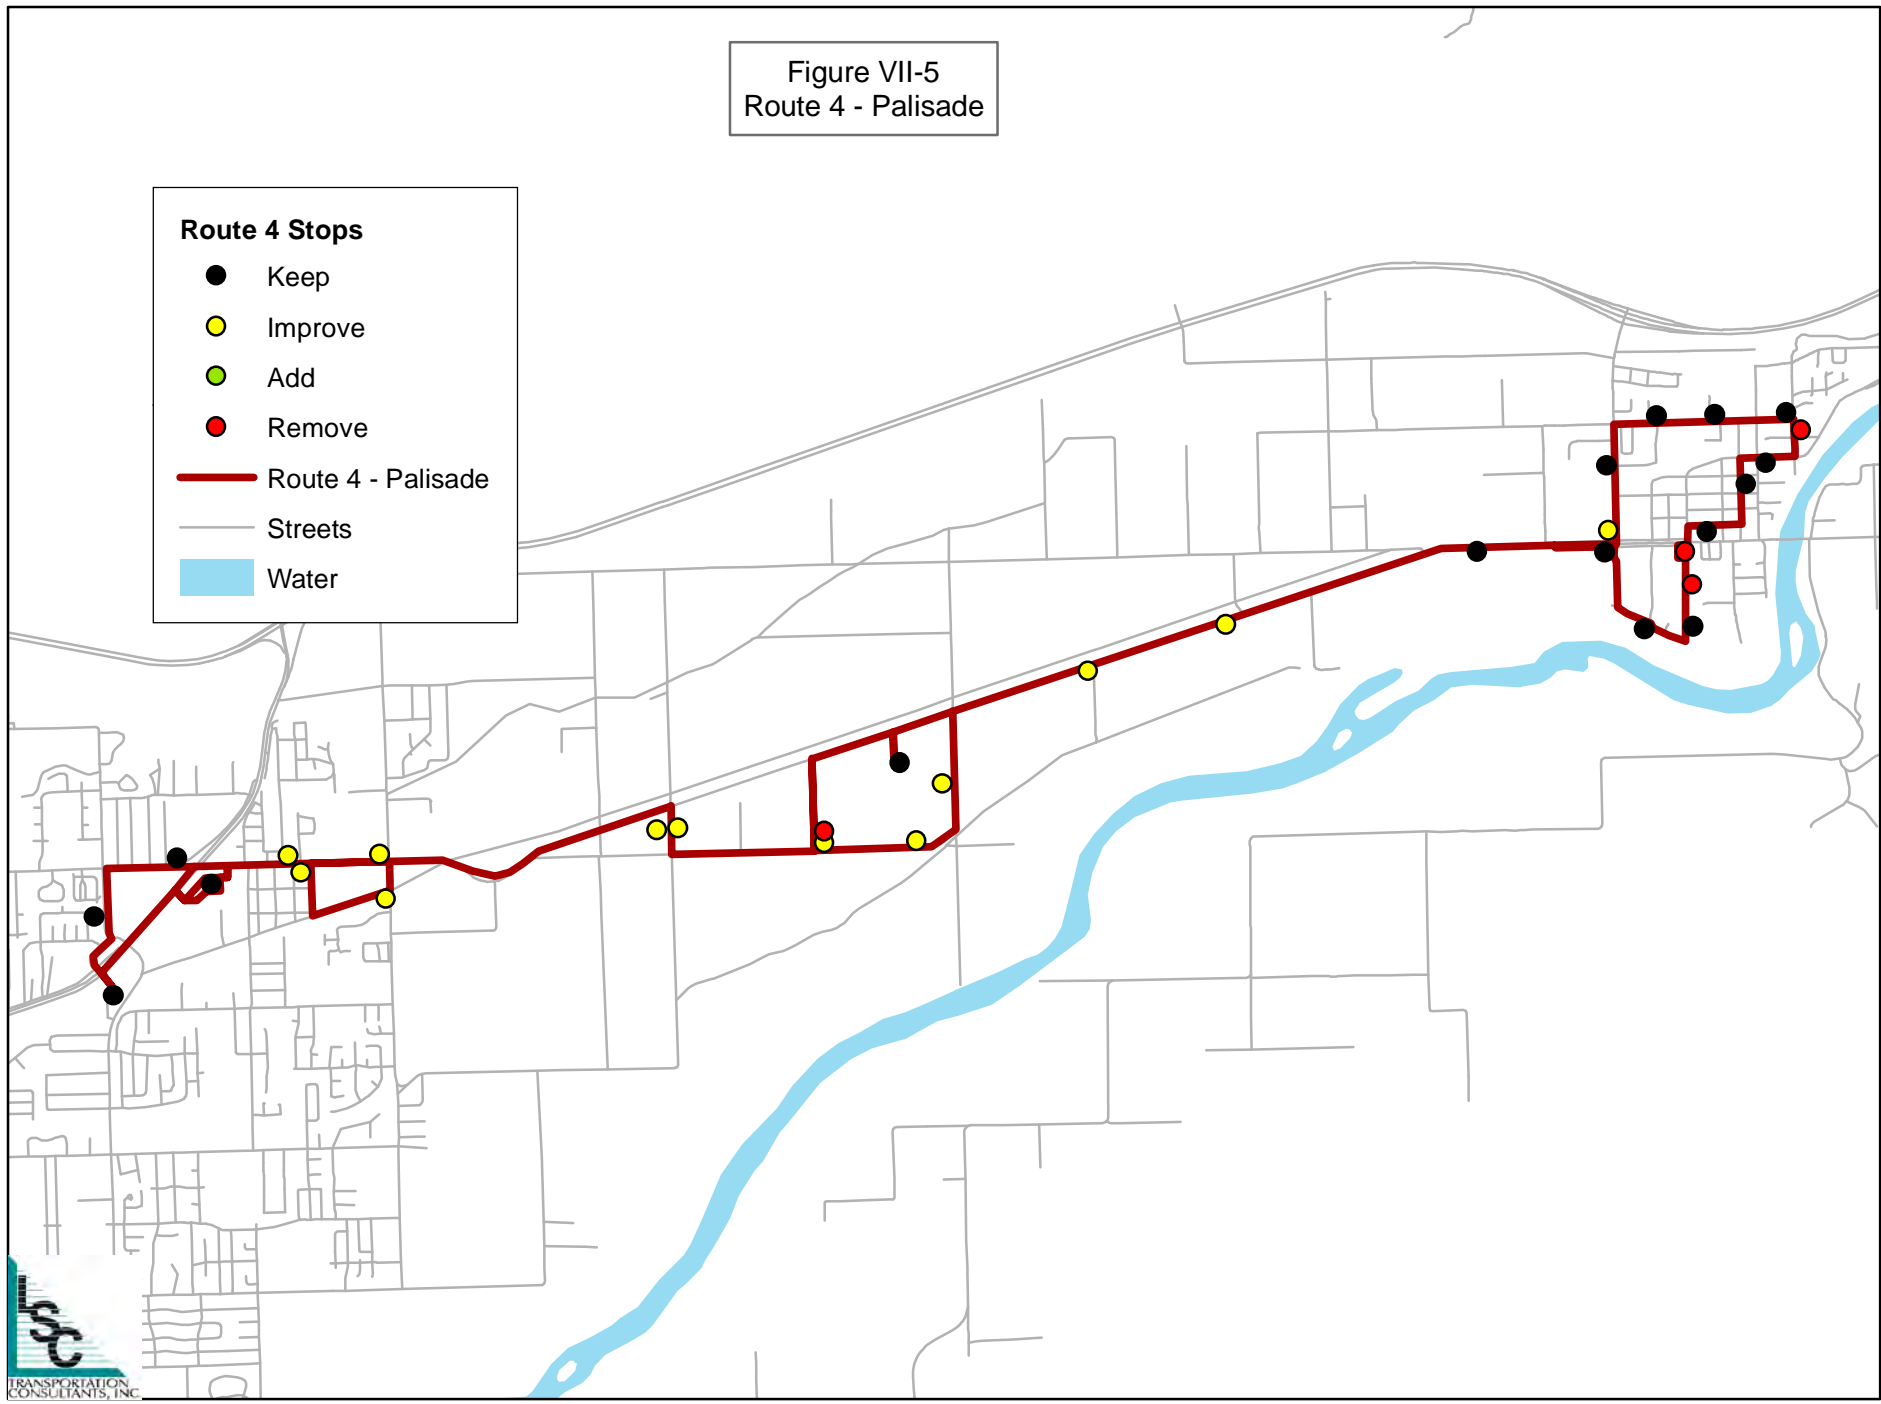 Figure VII-5
Route 4 - Palisade
Route 4 Stops
Keep
Improve
Add
Remove
Route 4 - Palisade
Streets
Water
LSC
TRANSPORTATION
CONSULTANTS, INC.